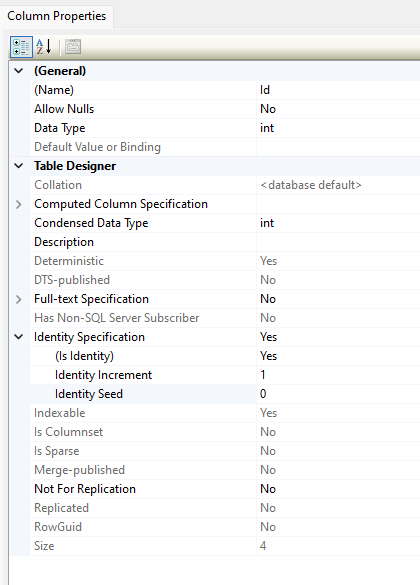 Column Properties
(General)
(Name) Id
Allow Nulls No
Data Type int
Default Value or Binding
Table Designer
Collation <database default>
Computed Column Specification
Condensed Data Type int
Description
Deterministic Yes
DTS-published No
Full-text Specification No
Has Non-SQL Server Subscriber No
Identity Specification Yes
(Is Identity) Yes
Identity Increment 1
Identity Seed 0
Indexable Yes
Is Columnset No
Is Sparse No
Merge-published No
Not For Replication No
Replicated No
RowGuid No
Size 4